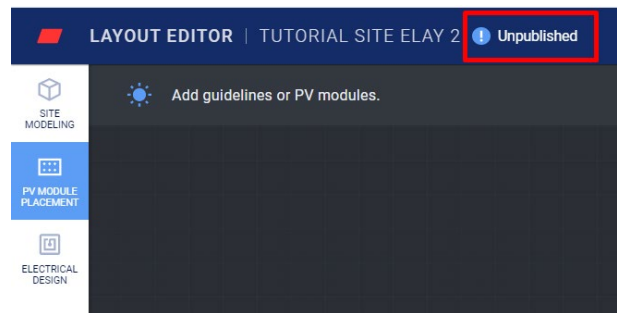 LAYOUT EDITOR | TUTORIAL SITE ELAY 2 ! Unpublished
Add guidelines or PV modules.
SITE
MODELING
PV MODULE
PLACEMENT
ELECTRICAL
DESIGN